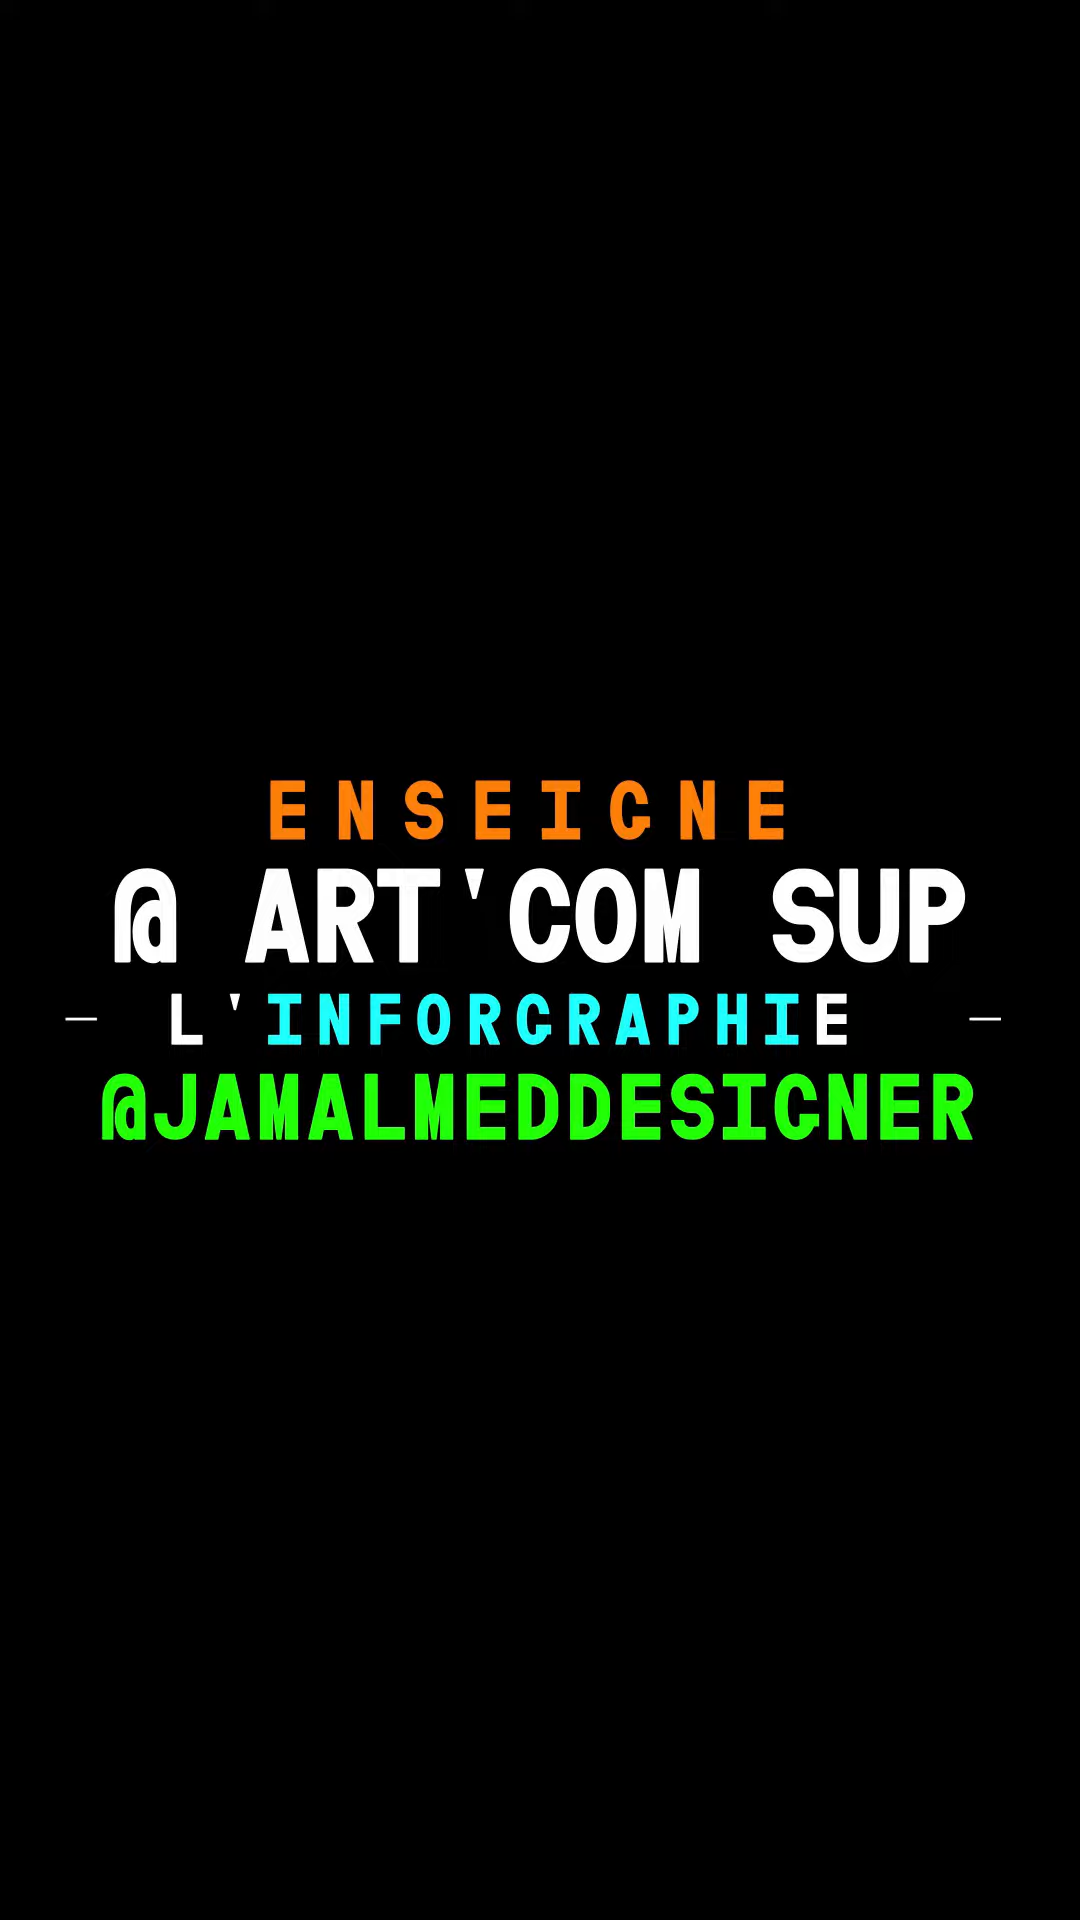 ENSEIGNE
@ ART'COM SUP
— L'INFORGRAPHIE —
@JAMALMEDDESIGNER